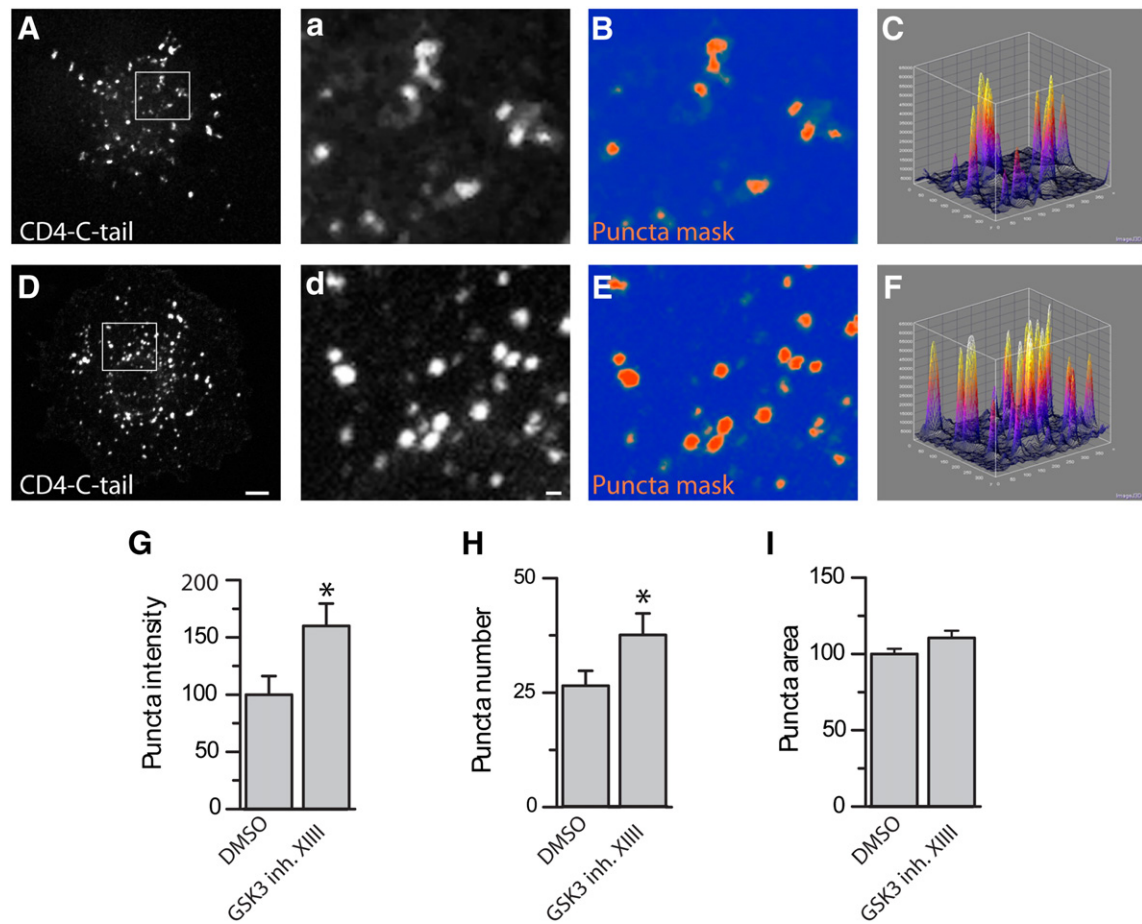 A
CD4-C-tail
a
B
Puncta mask
C
D
CD4-C-tail
d
E
Puncta mask
F
G
Puncta intensity
200
150
100
50
0
DMSO
GSK3 inh. XIIII
*
H
Puncta number
50
25
0
DMSO
GSK3 inh. XIIII
*
I
Puncta area
150
100
50
0
DMSO
GSK3 inh. XIIII